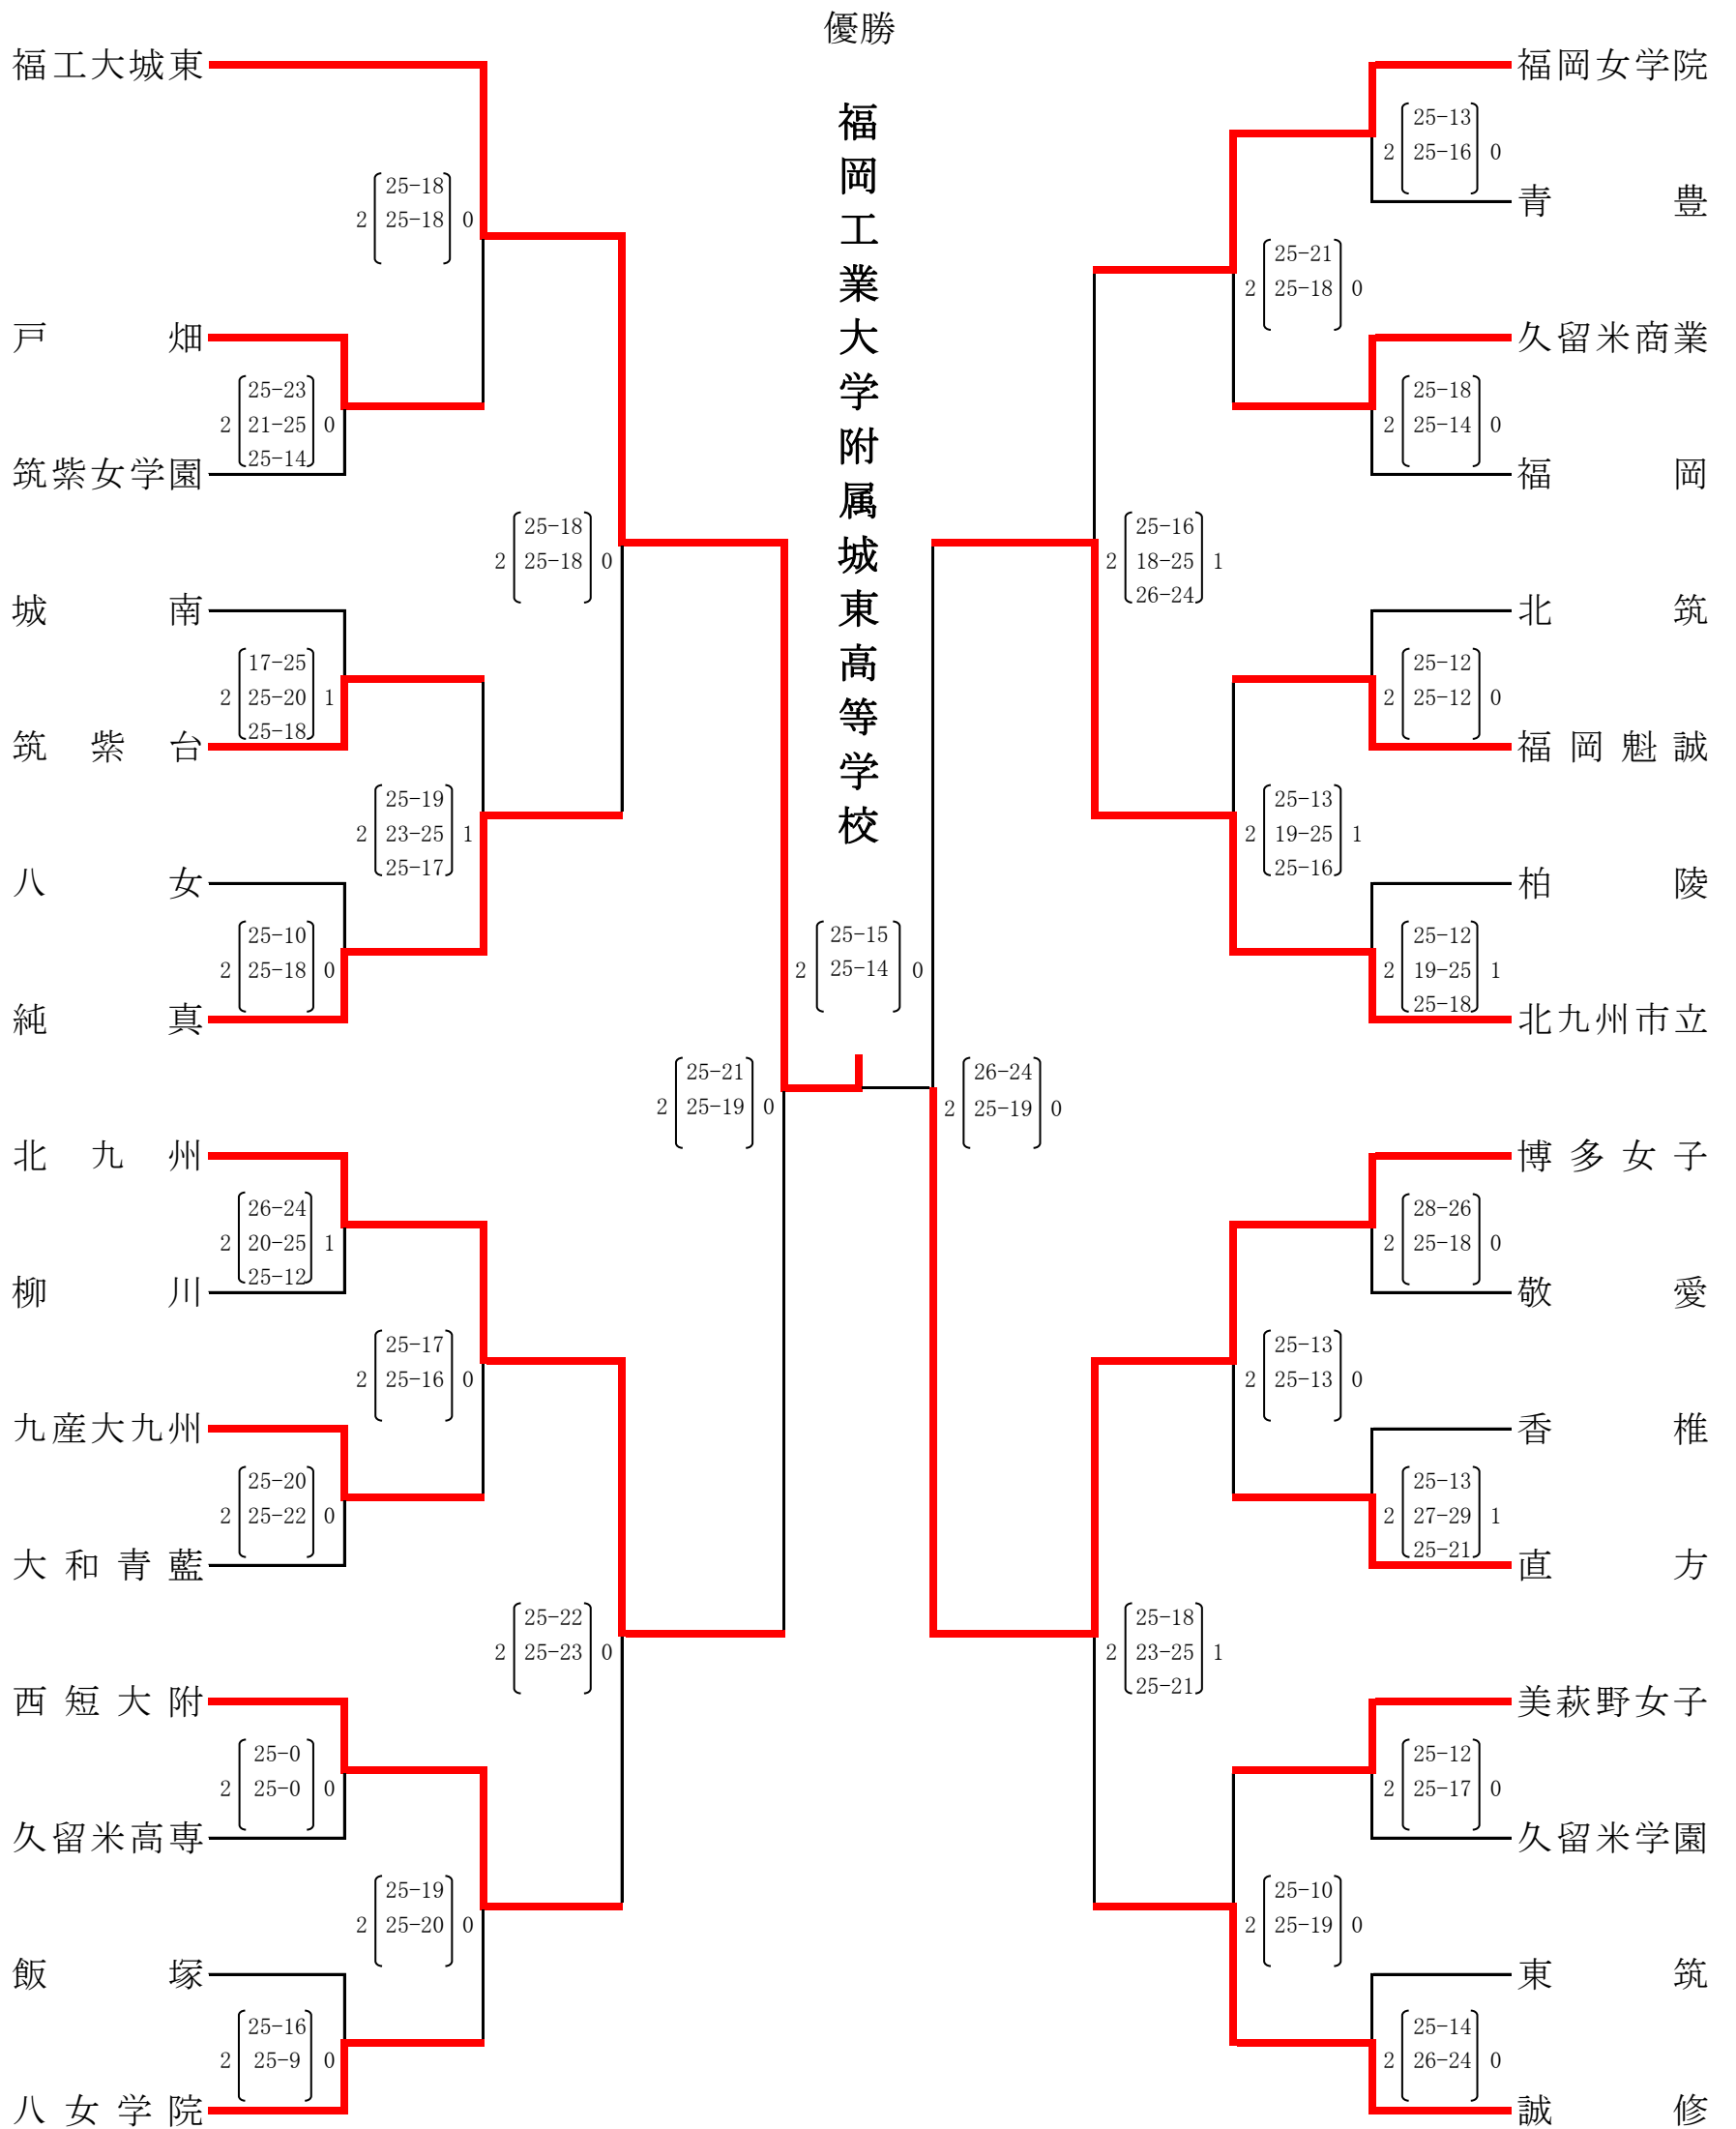 優勝
福岡工業大学附属城東高等学校
福工大城東
25-18
2 25-18 0
戸畑
25-23
2 21-25 0
25-14
筑紫女学園
25-18
2 25-18 0
城南
17-25
2 25-20 1
25-18
筑紫台
25-19
2 23-25 1
25-17
八女
25-10
2 25-18 0
純真
25-21
2 25-19 0
北九州
26-24
2 20-25 1
25-12
柳川
25-17
2 25-16 0
九産大九州
25-20
2 25-22 0
大和青藍
25-22
2 25-23 0
西短大附
25-0
2 25-0 0
久留米高専
25-19
2 25-20 0
飯塚
25-16
2 25-9 0
八女学院
25-15
2 25-14 0
福岡女学院
25-13
2 25-16 0
青豊
25-21
2 25-18 0
久留米商業
25-18
2 25-14 0
福岡
25-16
2 18-25 1
26-24
北筑
25-12
2 25-12 0
福岡魁誠
25-13
2 19-25 1
25-16
柏陵
25-12
2 19-25 1
25-18
北九州市立
26-24
2 25-19 0
博多女子
28-26
2 25-18 0
敬愛
25-13
2 25-13 0
香椎
25-13
2 27-29 1
25-21
直方
25-18
2 23-25 1
25-21
美萩野女子
25-12
2 25-17 0
久留米学園
25-10
2 25-19 0
東筑
25-14
2 26-24 0
誠修